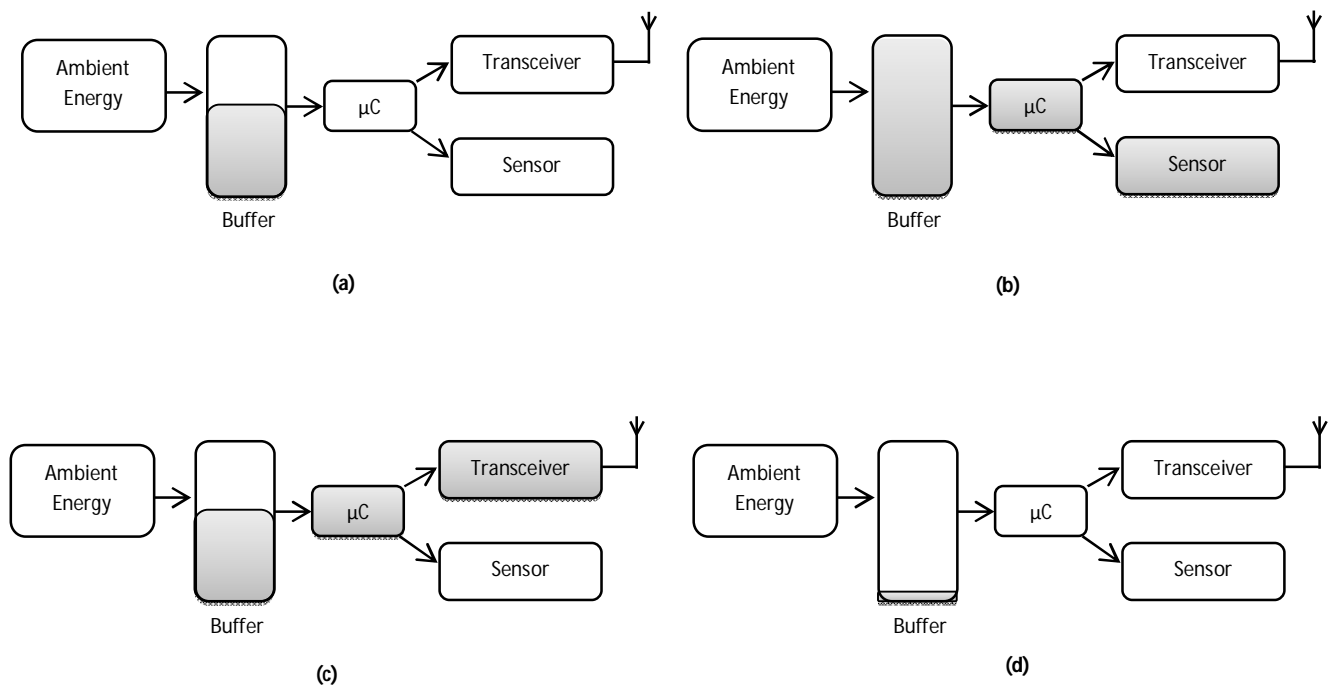 Ambient
Energy
Buffer
µC
Transceiver
Sensor
(a)
Ambient
Energy
Buffer
µC
Transceiver
Sensor
(b)
Ambient
Energy
Buffer
µC
Transceiver
Sensor
(c)
Ambient
Energy
Buffer
µC
Transceiver
Sensor
(d)